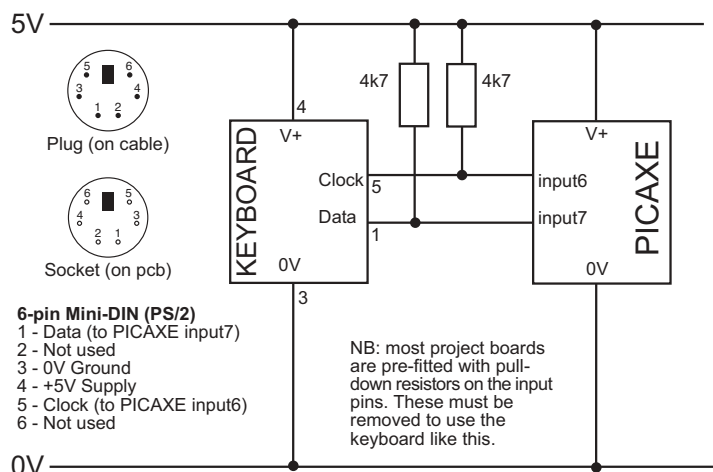 5V
5 6
3 4
1 2
Plug (on cable)
6 5
4 3
2 1
Socket (on pcb)
4
V+
KEYBOARD
Clock
5
Data
1
0V
3
4k7
4k7
V+
input6
input7
PICAXE
0V
6-pin Mini-DIN (PS/2)
1 - Data (to PICAXE input7)
2 - Not used
3 - 0V Ground
4 - +5V Supply
5 - Clock (to PICAXE input6)
6 - Not used
NB: most project boards
are pre-fitted with pull-
down resistors on the input
pins. These must be
removed to use the
keyboard like this.
0V